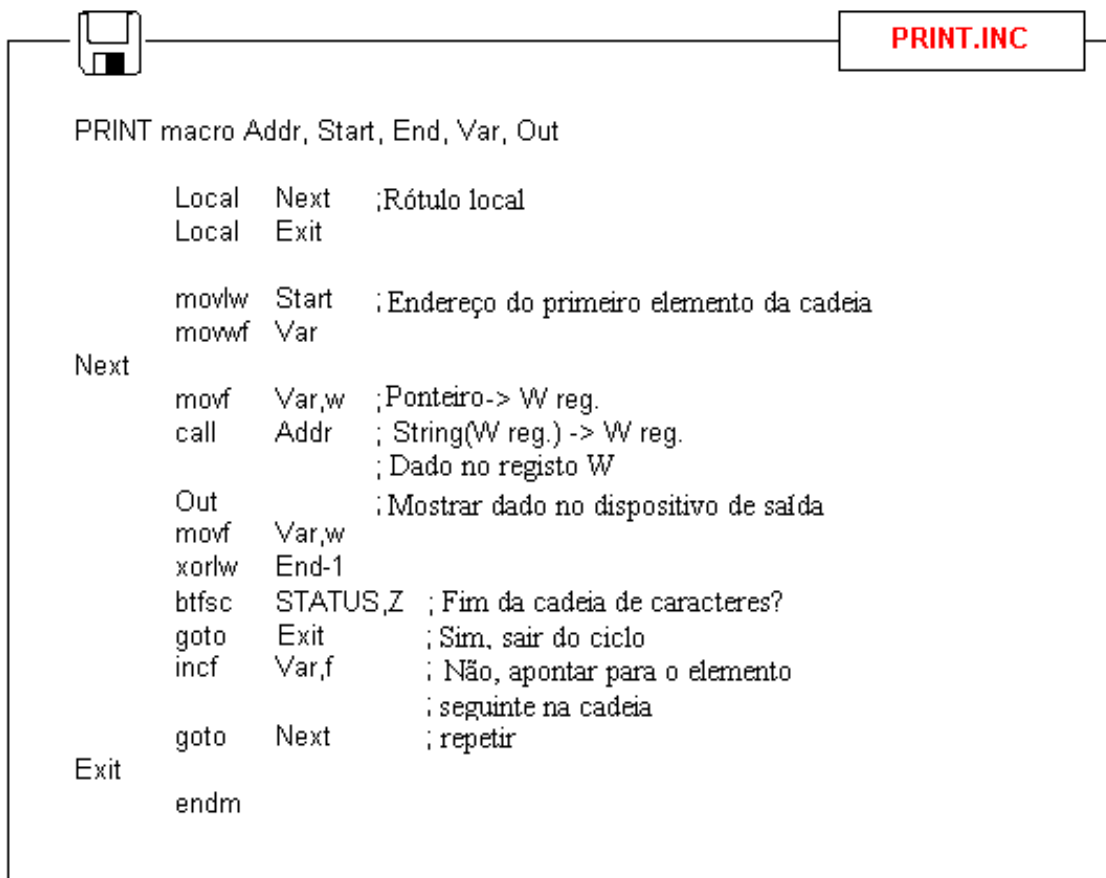 PRINT.INC
PRINT macro Addr, Start, End, Var, Out
Local Next ;Rótulo local
Local Exit
movlw Start ; Endereço do primeiro elemento da cadeia
movwf Var
Next
movf Var,w ;Ponteiro-> W reg.
call Addr ; String(W reg.) -> W reg.
; Dado no registo W
Out ; Mostrar dado no dispositivo de saída
movf Var,w
xorlw End-1
btfsc STATUS,Z ; Fim da cadeia de caracteres?
goto Exit ; Sim, sair do ciclo
incf Var,f ; Não, apontar para o elemento
; seguinte na cadeia
goto Next ; repetir
Exit
endm